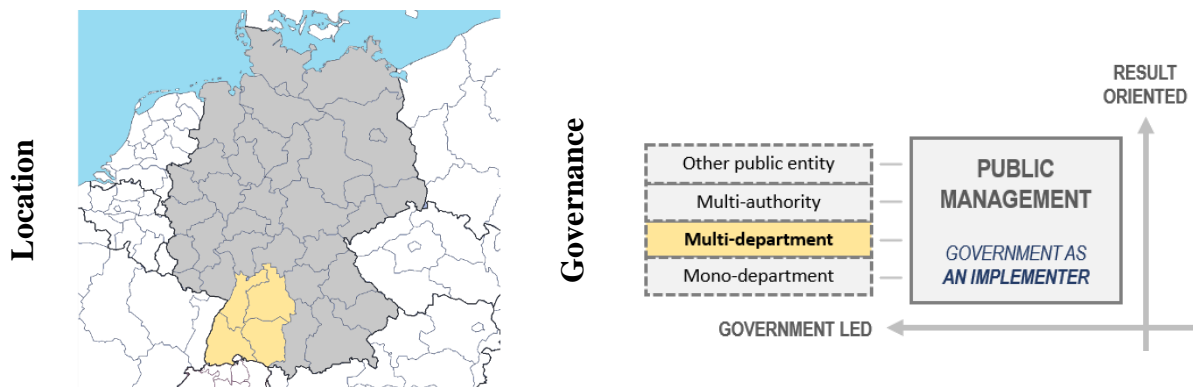 Location
Governance
RESULT
ORIENTED
Other public entity
Multi-authority
Multi-department
Mono-department
PUBLIC
MANAGEMENT
GOVERNMENT AS
AN IMPLEMENTER
GOVERNMENT LED